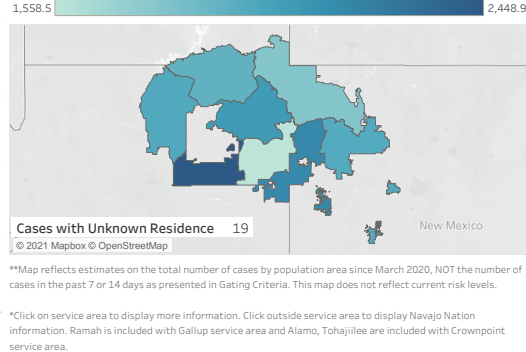 1,558.5 2,448.9
New Mexico
Cases with Unknown Residence 19
© 2021 Mapbox © OpenStreetMap
**Map reflects estimates on the total number of cases by population area since March 2020, NOT the number of
cases in the past 7 or 14 days as presented in Gating Criteria. This map does not reflect current risk levels.
*Click on service area to display more information. Click outside service area to display Navajo Nation
information. Ramah is included with Gallup service area and Alamo, Tohajiilee are included with Crownpoint
service area.